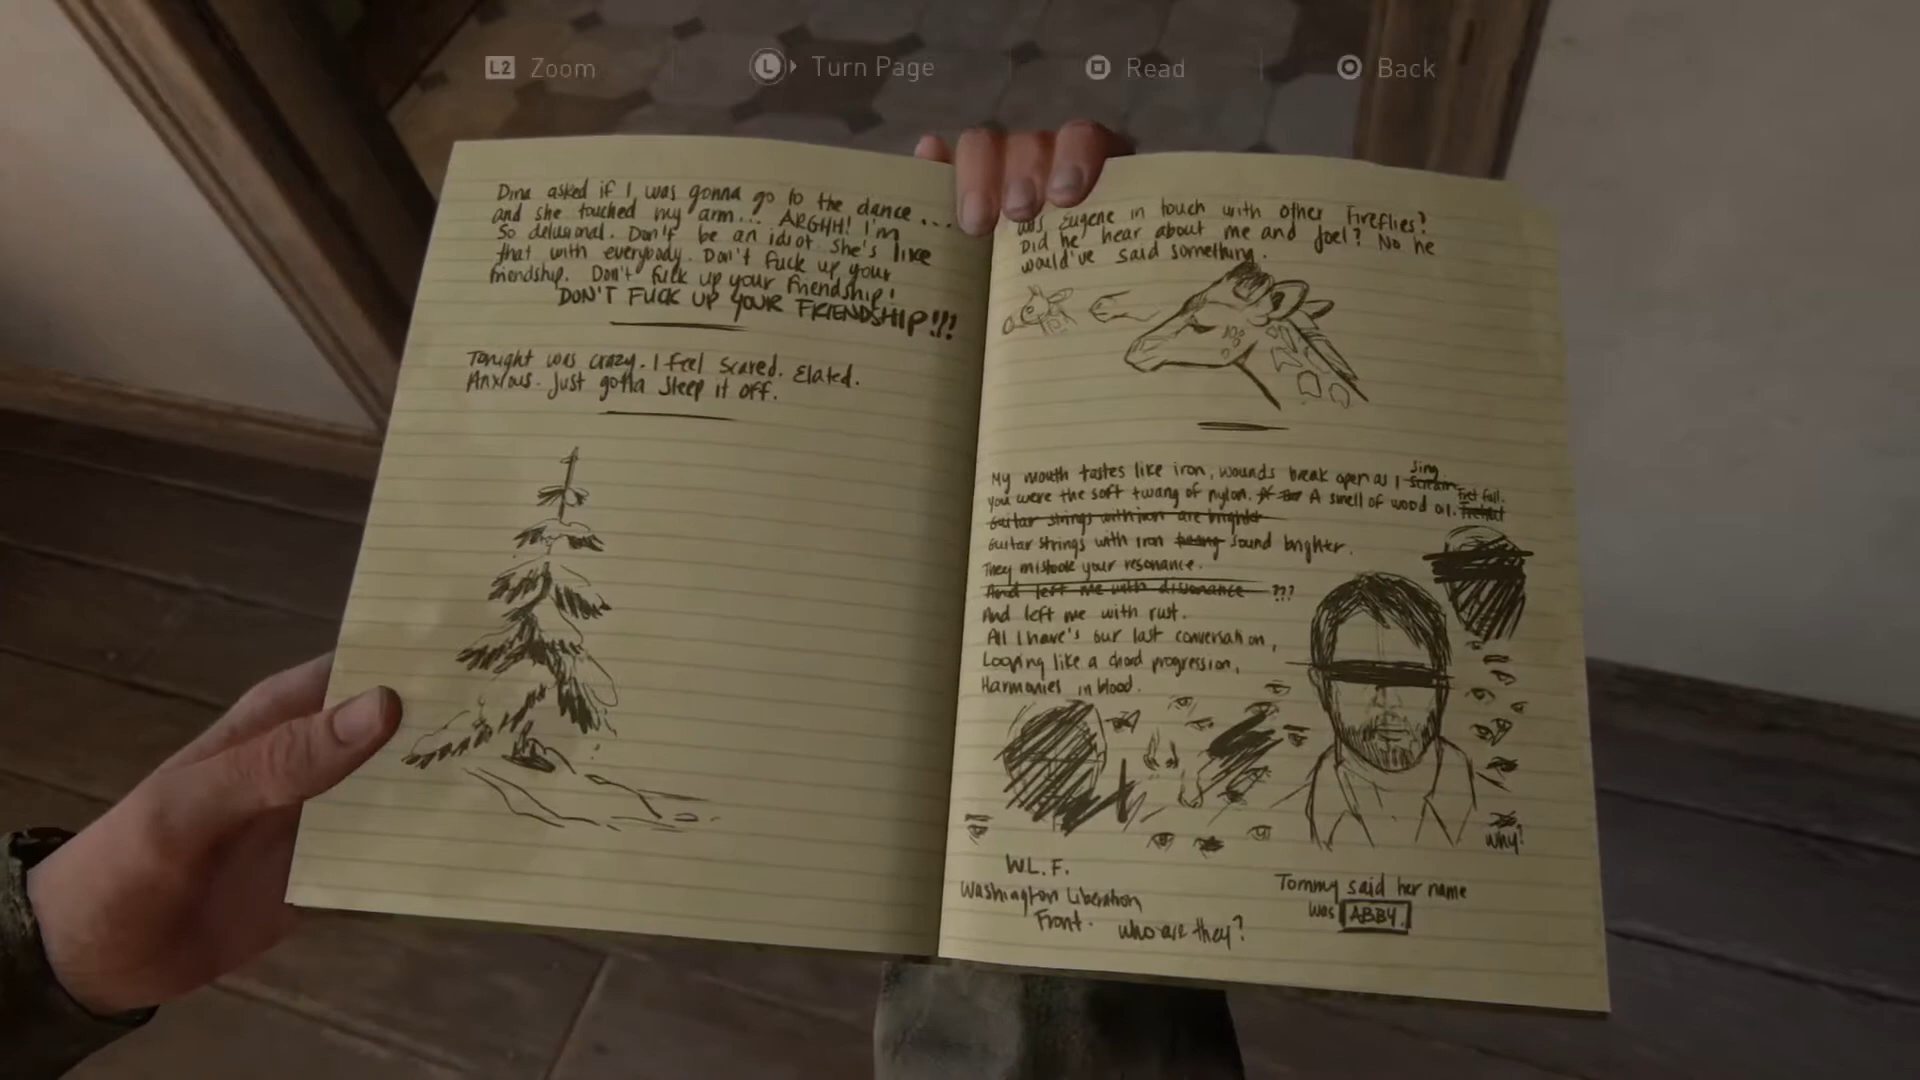 L2 Zoom
L Turn Page
Read
Back
Dina asked if I was gonna go to the dance...
and she touched my arm... ARGHH! I'm
so delusional. Don't be an idiot. She's like
that with everybody. Don't fuck up your
friendship. Don't fuck up your friendship!
DON'T FUCK UP YOUR FRIENDSHIP!!!
Tonight was crazy. I feel scared. Elated.
Anxious. Just gotta sleep it off.
Was Eugene in touch with other Fireflies?
Did he hear about me and Joel? No he
would've said something.
My mouth tastes like iron, wounds break open as I scream sing
You were the soft twang of nylon. A smell of wood oil. Fret fall.
Guitar strings with iron are brighter
Guitar strings with iron being sound brighter.
They mistook your resonance.
And left me with dissonance ???
And left me with rust.
All I have's our last conversation,
Looping like a chord progression,
Harmonies in blood.
why?
W.L.F.
Washington Liberation
Front. who are they?
Tommy said her name
was ABBY.